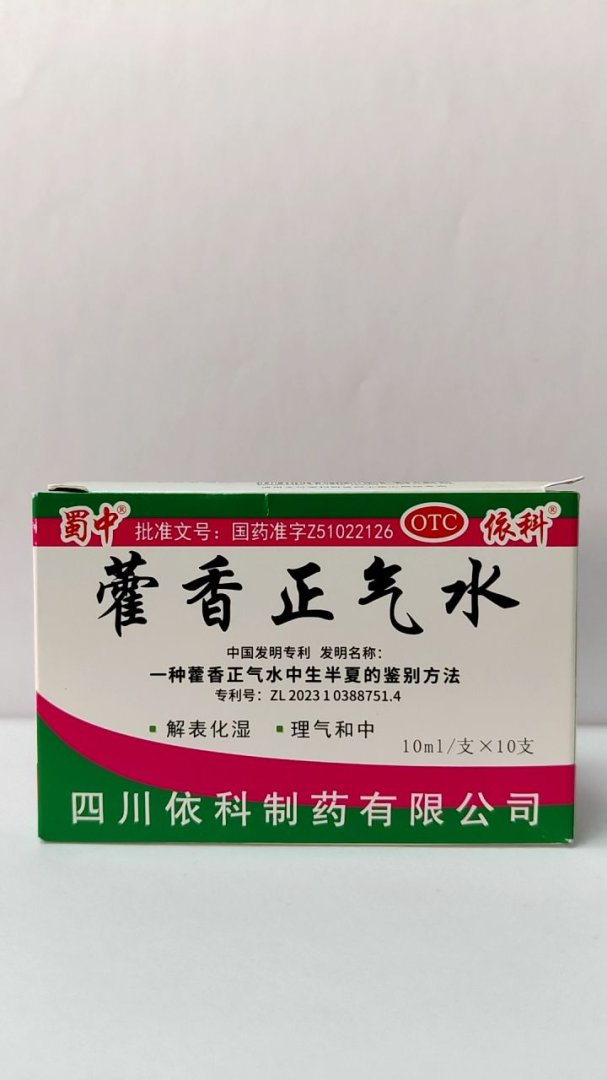 蜀中® 批准文号：国药准字Z51022126 OTC 依科®
藿香正气水
中国发明专利 发明名称：
一种藿香正气水中生半夏的鉴别方法
专利号：ZL 2023 1 0388751.4
▪ 解表化湿 ▪ 理气和中
10ml/支×10支
四川依科制药有限公司